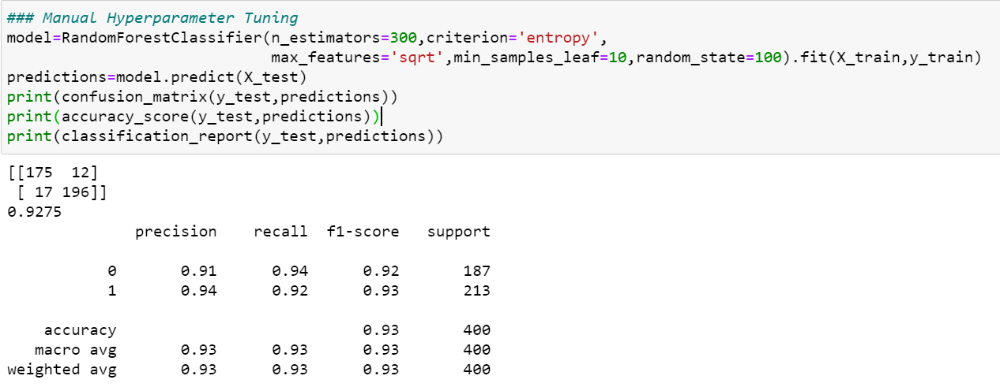 ### Manual Hyperparameter Tuning
model=RandomForestClassifier(n_estimators=300,criterion='entropy',
                             max_features='sqrt',min_samples_leaf=10,random_state=100).fit(X_train,y_train)
predictions=model.predict(X_test)
print(confusion_matrix(y_test,predictions))
print(accuracy_score(y_test,predictions))
print(classification_report(y_test,predictions))
[[175  12]
 [ 17 196]]
0.9275
              precision    recall  f1-score   support
           0       0.91      0.94      0.92       187
           1       0.94      0.92      0.93       213
    accuracy                           0.93       400
   macro avg       0.93      0.93      0.93       400
weighted avg       0.93      0.93      0.93       400